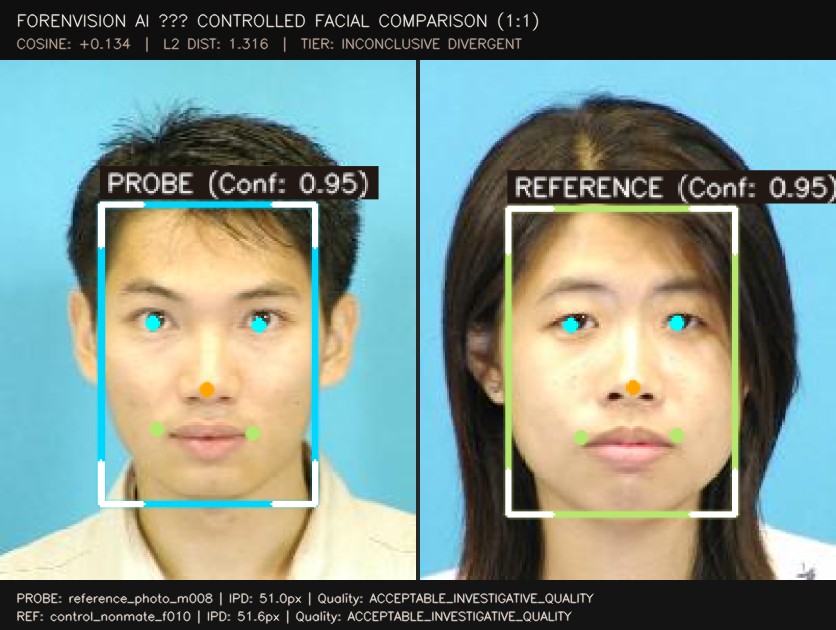 FORENVISION AI ??? CONTROLLED FACIAL COMPARISON (1:1)
COSINE: +0.134 | L2 DIST: 1.316 | TIER: INCONCLUSIVE DIVERGENT
PROBE (Conf: 0.95)
REFERENCE (Conf: 0.95)
PROBE: reference_photo_m008 | IPD: 51.0px | Quality: ACCEPTABLE_INVESTIGATIVE_QUALITY
REF: control_nonmate_f010 | IPD: 51.6px | Quality: ACCEPTABLE_INVESTIGATIVE_QUALITY